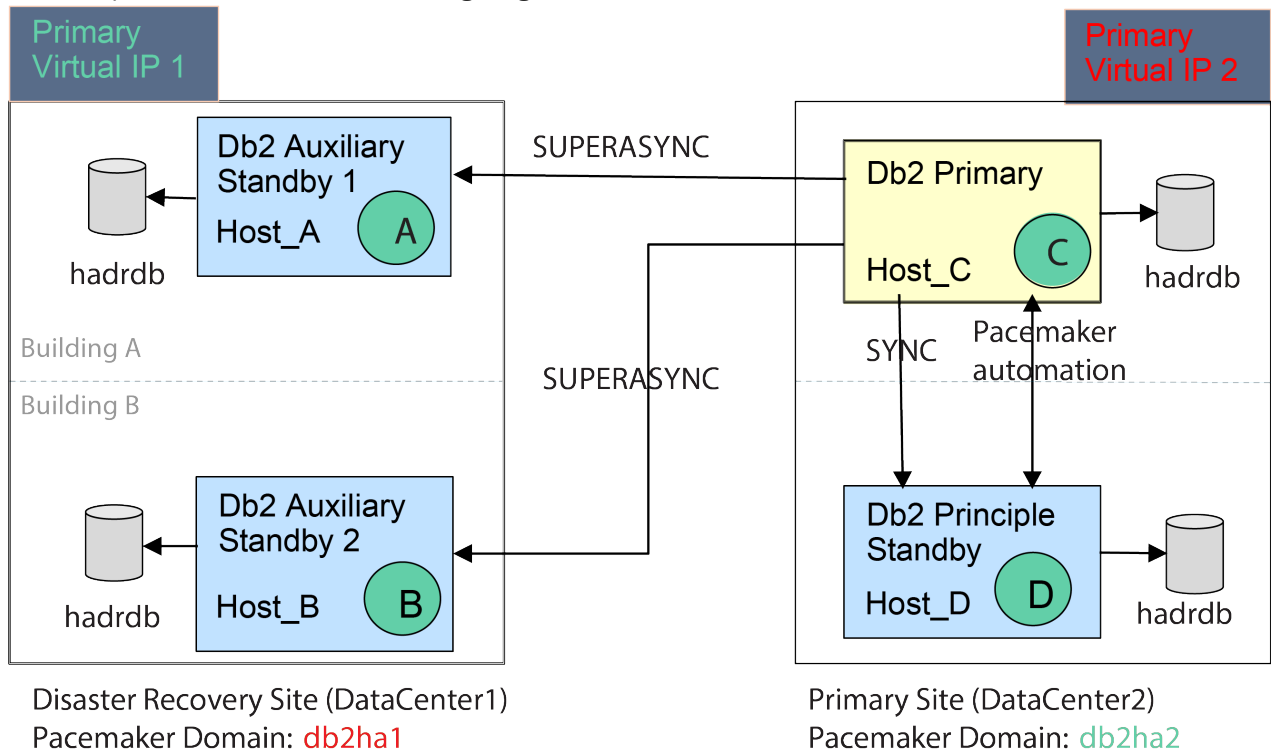 Primary
Virtual IP 1
Primary
Virtual IP 2
Db2 Auxiliary
Standby 1
Host_A
A
hadrdb
SUPERASYNC
Db2 Primary
Host_C
C
hadrdb
Building A
Building B
SUPERASYNC
SYNC
Pacemaker
automation
Db2 Auxiliary
Standby 2
Host_B
B
hadrdb
Db2 Principle
Standby
Host_D
D
hadrdb
Disaster Recovery Site (DataCenter1)
Pacemaker Domain: db2ha1
Primary Site (DataCenter2)
Pacemaker Domain: db2ha2